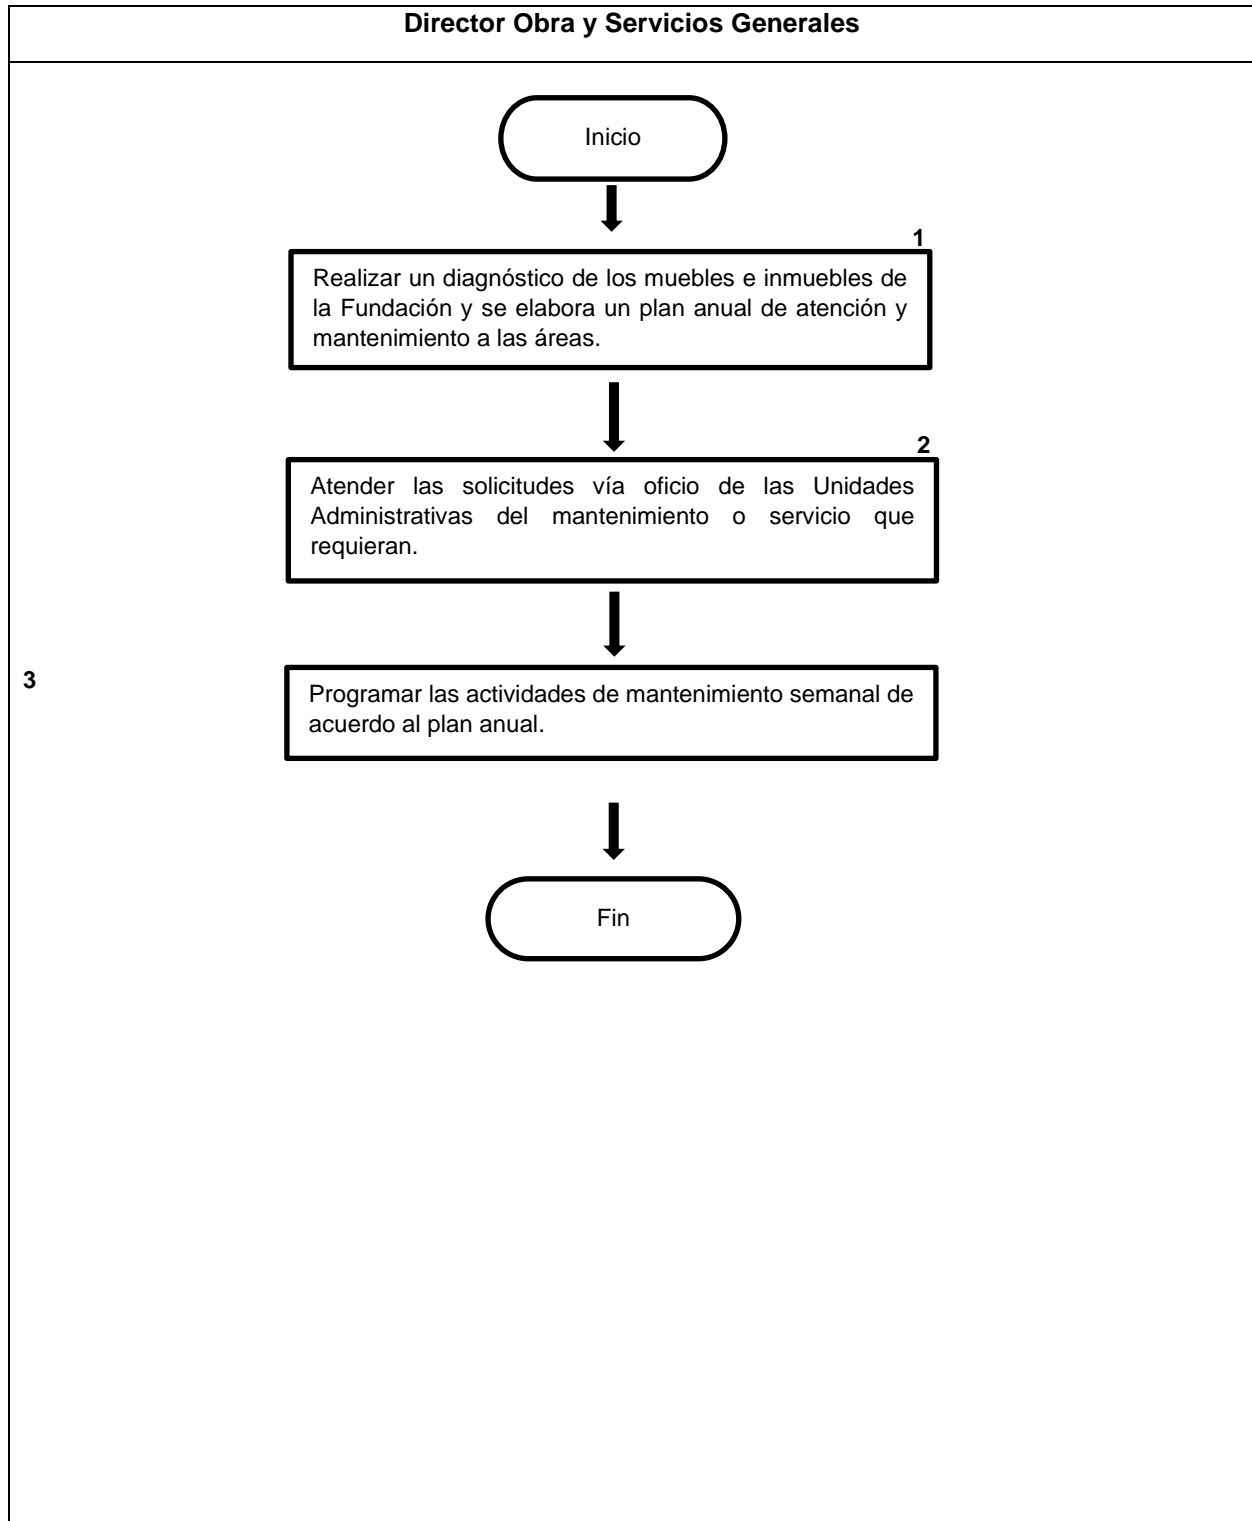 Director Obra y Servicios Generales
Inicio
1
Realizar un diagnóstico de los muebles e inmuebles de
la Fundación y se elabora un plan anual de atención y
mantenimiento a las áreas.
2
Atender las solicitudes vía oficio de las Unidades
Administrativas del mantenimiento o servicio que
requieran.
3
Programar las actividades de mantenimiento semanal de
acuerdo al plan anual.
Fin